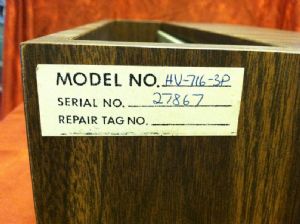 MODEL NO. HV-716-3P
SERIAL NO. 27867
REPAIR TAG NO.